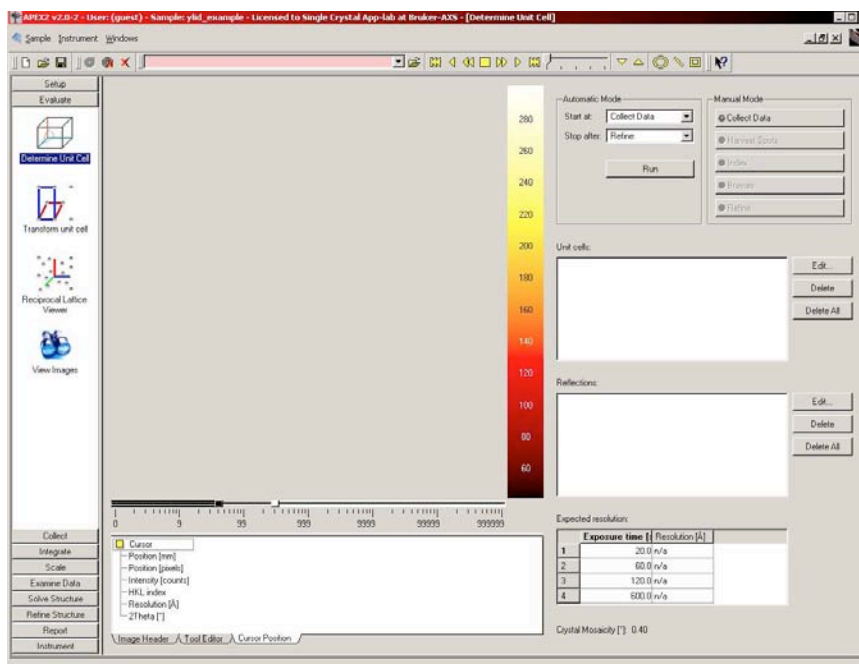 APEX2 v2.0-2 - User: (guest) - Sample: ylid_example - Licensed to Single Crystal App-lab at Bruker-AXS - [Determine Unit Cell]
Sample Instrument Windows
Setup
Evaluate
Determine Unit Cell
Transform unit cell
Reciprocal Lattice
Viewer
View Images
Collect
Integrate
Scale
Examine Data
Solve Structure
Refine Structure
Report
Instrument
280
260
240
220
200
180
160
140
120
100
80
60
0 9 99 999 9999 99999 999999
Cursor
Position [mm]
Position [pixels]
Intensity [counts]
HKL index
Resolution [Å]
2Theta [°]
Image Header Tool Editor Cursor Position
Automatic Mode
Start at: Collect Data
Stop after: Refine
Run
Manual Mode
Collect Data
Harvest Spots
Index
Bravais
Refine
Unit cells:
Edit...
Delete
Delete All
Reflections:
Edit...
Delete
Delete All
Expected resolution:
Exposure time [ Resolution [Å]
1 20.0 n/a
2 60.0 n/a
3 120.0 n/a
4 600.0 n/a
Crystal Mosaicity [°]: 0.40